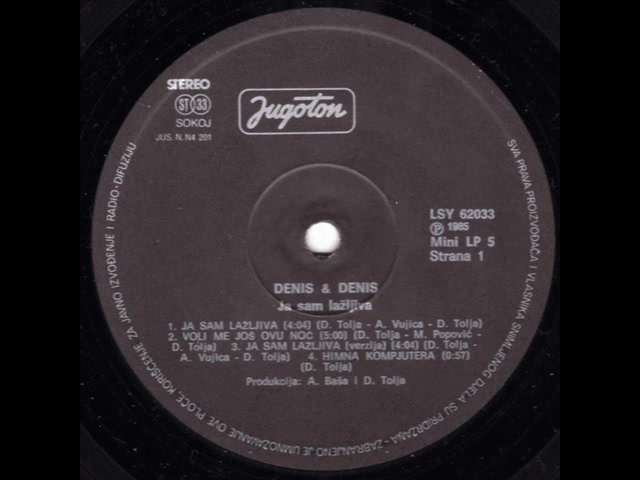 STEREO
ST 33
SOKOJ
JUS. N. N4 201
Jugoton
LSY 62033
℗ 1985
Mini LP 5
Strana 1
DENIS & DENIS
Ja sam lažljiva
1. JA SAM LAŽLJIVA (4:04) (D. Tolja - A. Vujica - D. Tolja)
2. VOLI ME JOŠ OVU NOĆ (5:00) (D. Tolja - M. Popović -
D. Tolja) 3. JA SAM LAŽLJIVA (verzija) (4:04) (D. Tolja -
A. Vujica - D. Tolja) 4. HIMNA KOMPJUTERA (0:57)
(D. Tolja)
Produkcija: A. Baša i D. Tolja
SVA PRAVA PROIZVOĐAČA I VLASNIKA SNIMLJENOG DJELA SU PRIDRŽANA - ZABRANJENO JE UMNOŽAVANJE OVE PLOČE, KORIŠĆENJE ZA JAVNO IZVOĐENJE I RADIO-DIFUZIJU